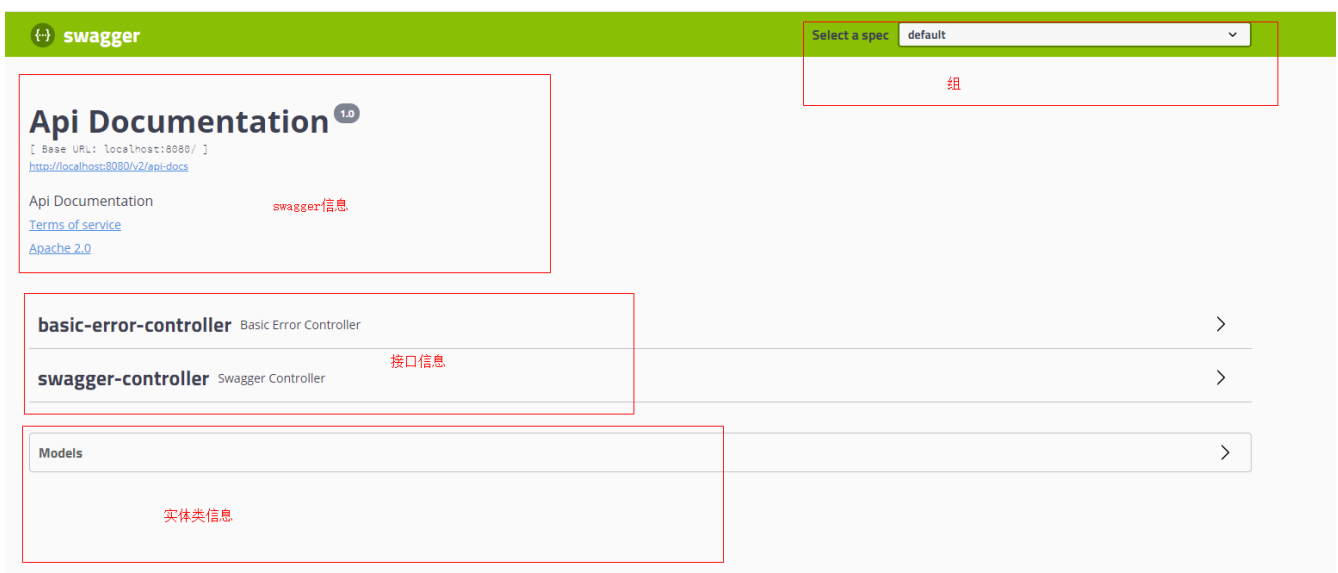 {··} swagger
Select a spec default
组
Api Documentation 1.0
[ Base URL: localhost:8080/ ]
http://localhost:8080/v2/api-docs
Api Documentation
swagger信息
Terms of service
Apache 2.0
basic-error-controller Basic Error Controller
接口信息
swagger-controller Swagger Controller
Models
实体类信息